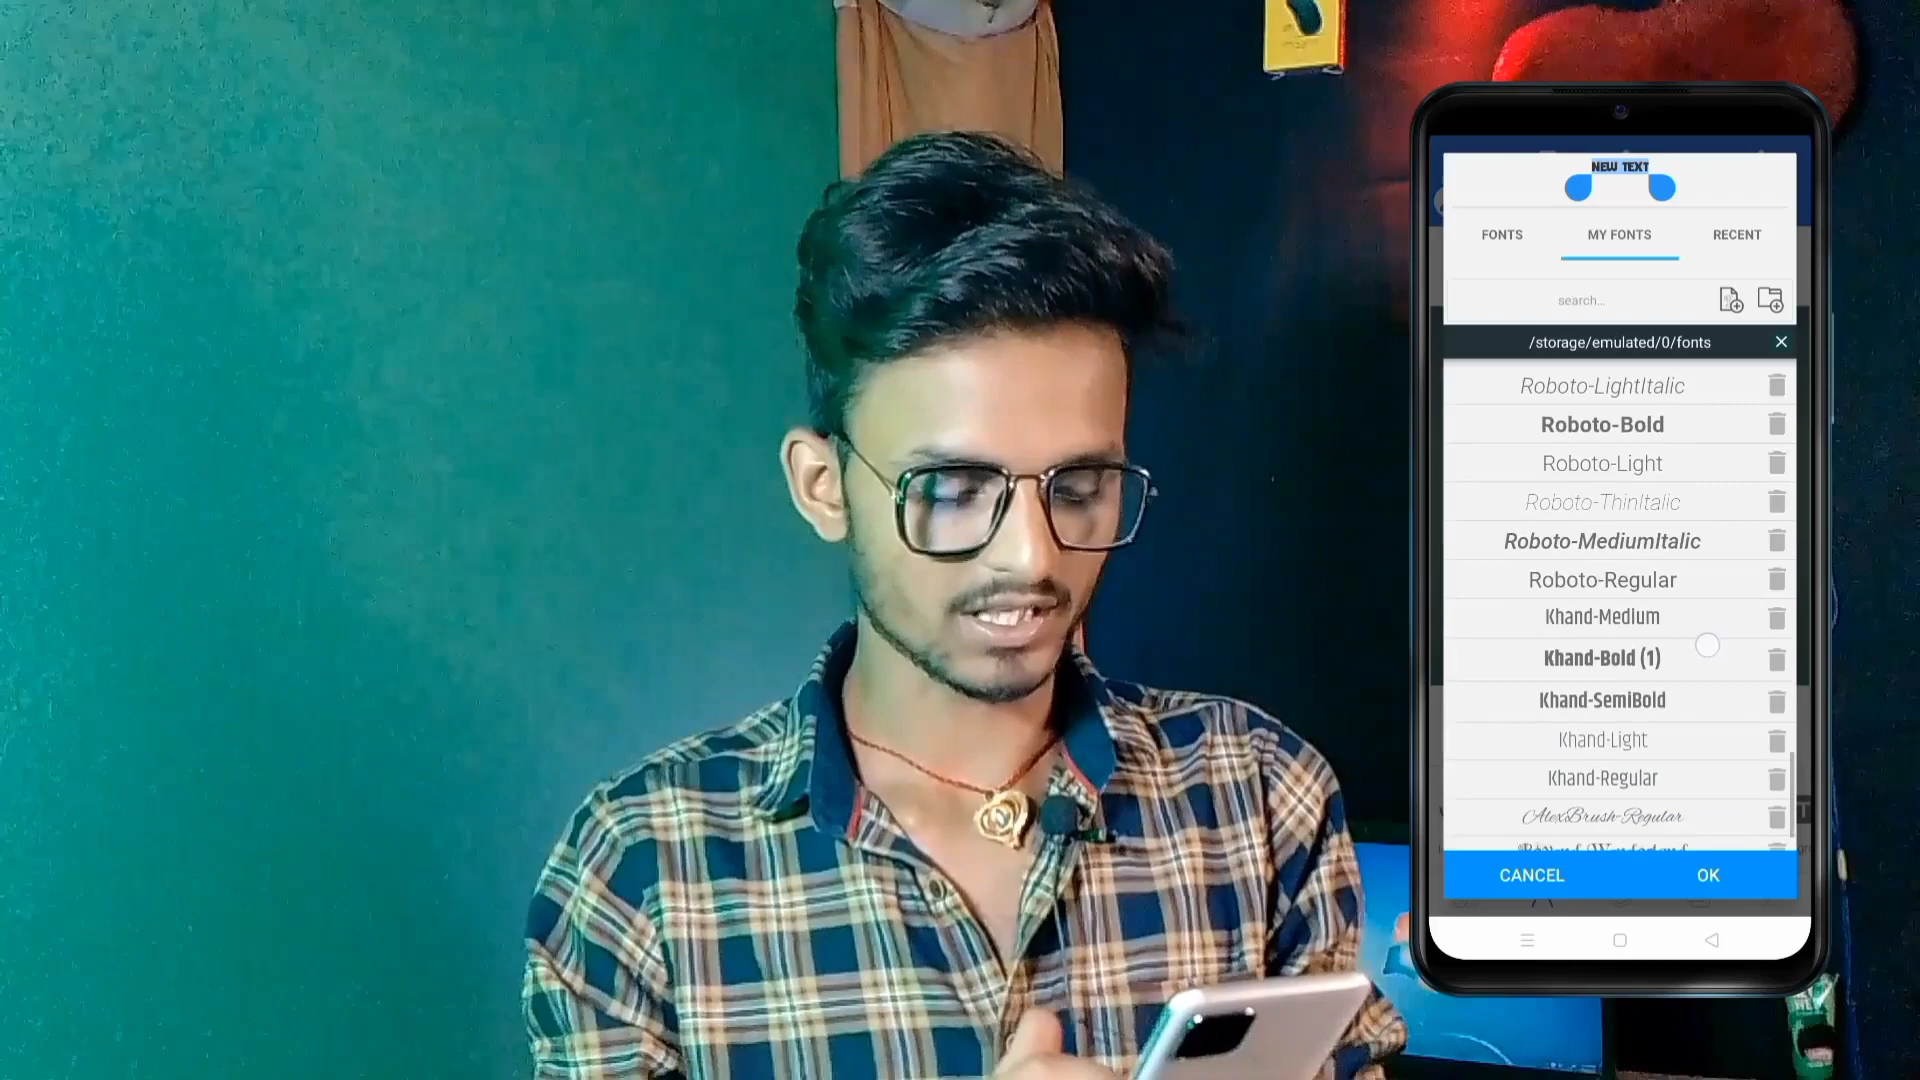 NEW TEXT
FONTS MY FONTS RECENT
search...
/storage/emulated/0/fonts
Roboto-LightItalic
Roboto-Bold
Roboto-Light
Roboto-ThinItalic
Roboto-MediumItalic
Roboto-Regular
Khand-Medium
Khand-Bold (1)
Khand-SemiBold
Khand-Light
Khand-Regular
AlexBrush-Regular
CANCEL OK